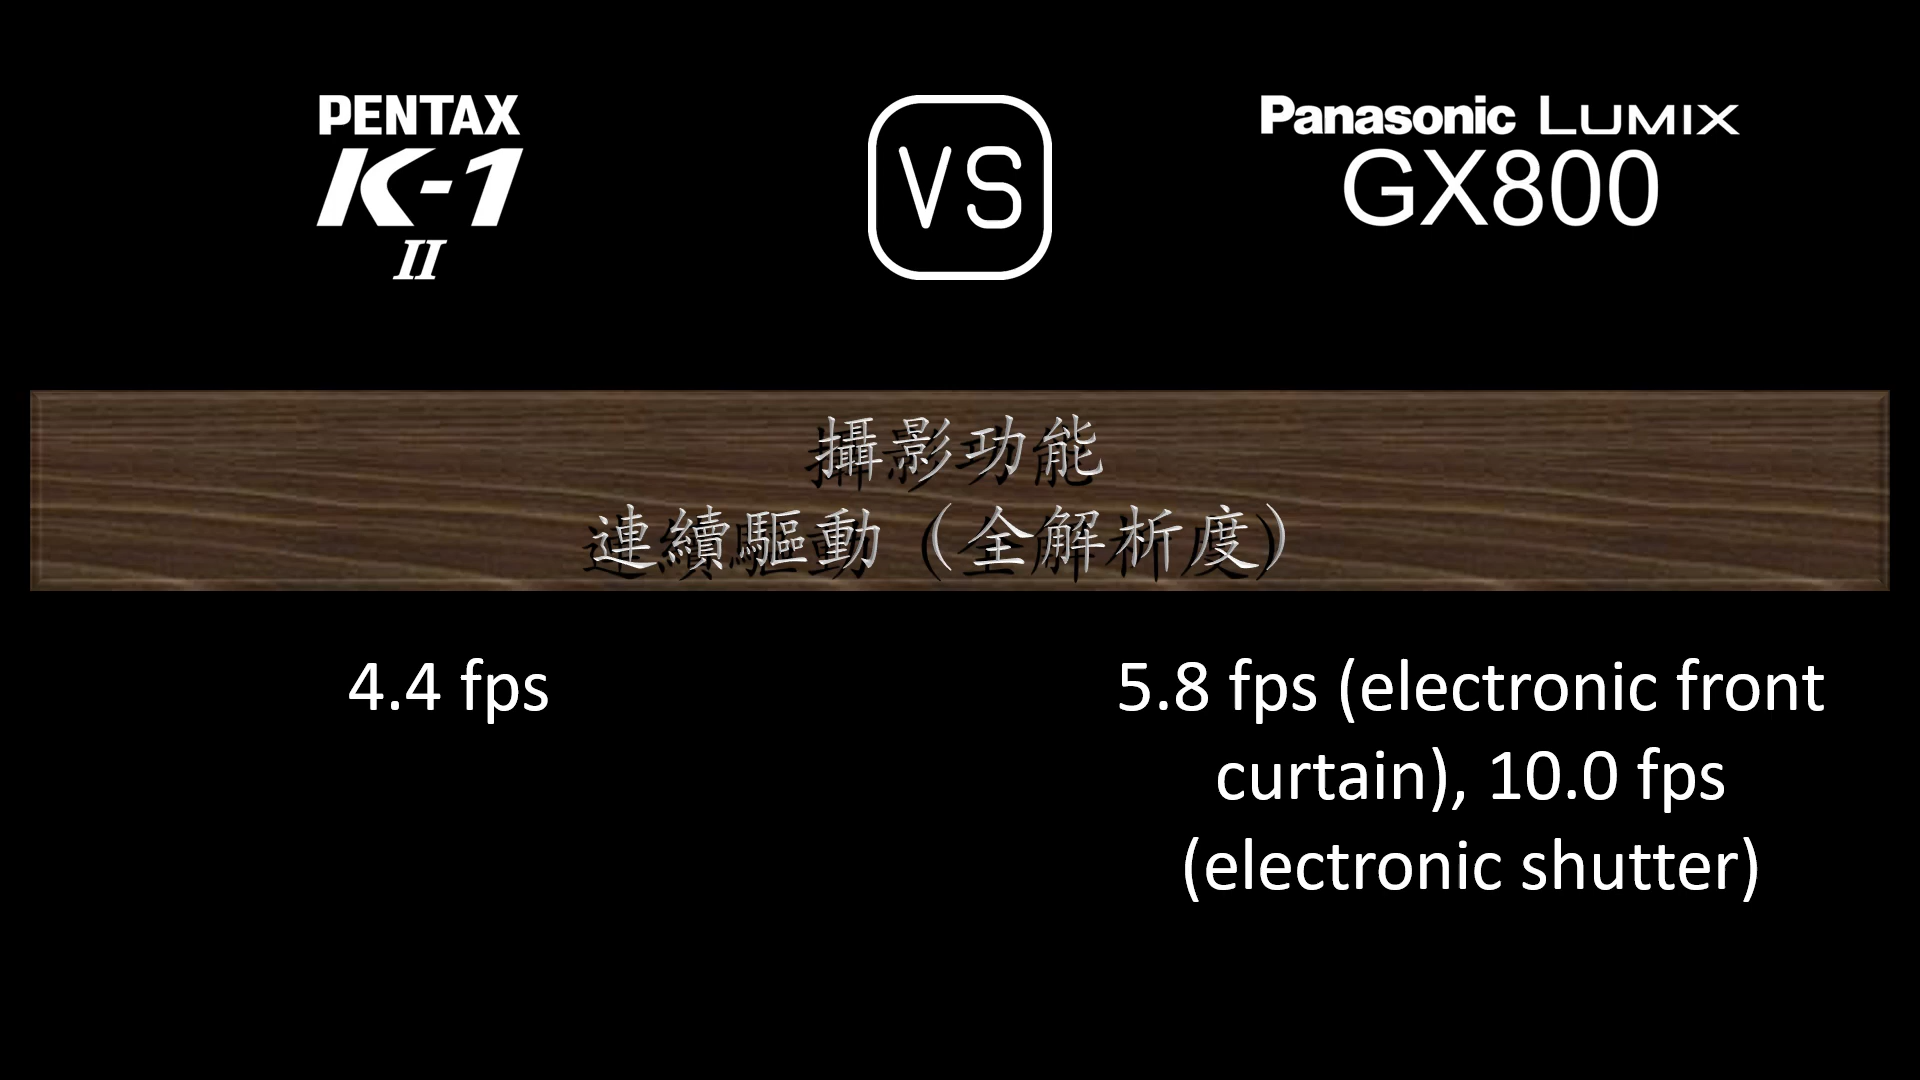 PENTAX
K-1
II
VS
Panasonic LUMIX
GX800
攝影功能
連續驅動（全解析度）
4.4 fps
5.8 fps (electronic front
curtain), 10.0 fps
(electronic shutter)